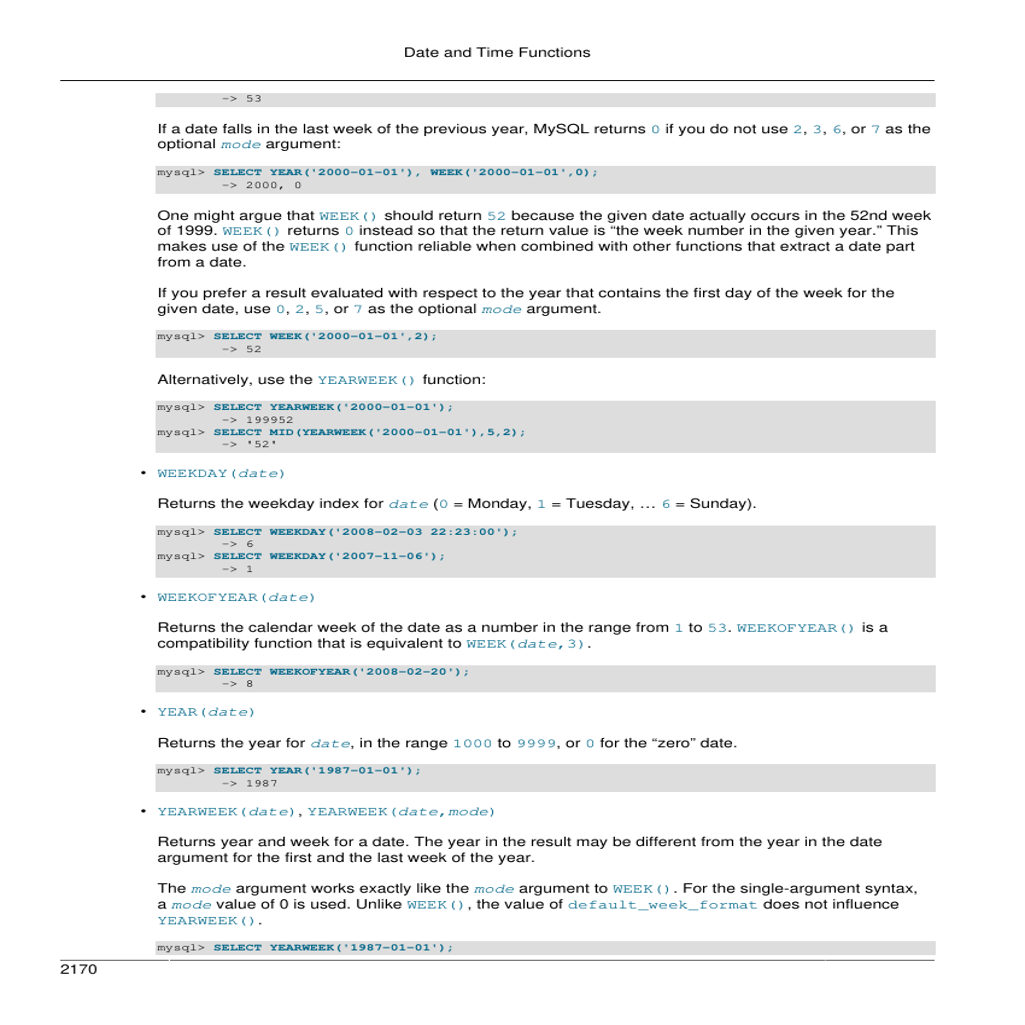 Date and Time Functions
-> 53
If a date falls in the last week of the previous year, MySQL returns 0 if you do not use 2, 3, 6, or 7 as the
optional mode argument:
mysql> SELECT YEAR('2000-01-01'), WEEK('2000-01-01',0);
-> 2000, 0
One might argue that WEEK() should return 52 because the given date actually occurs in the 52nd week
of 1999. WEEK() returns 0 instead so that the return value is “the week number in the given year.” This
makes use of the WEEK() function reliable when combined with other functions that extract a date part
from a date.
If you prefer a result evaluated with respect to the year that contains the first day of the week for the
given date, use 0, 2, 5, or 7 as the optional mode argument.
mysql> SELECT WEEK('2000-01-01',2);
-> 52
Alternatively, use the YEARWEEK() function:
mysql> SELECT YEARWEEK('2000-01-01');
-> 199952
mysql> SELECT MID(YEARWEEK('2000-01-01'),5,2);
-> '52'
• WEEKDAY(date)
Returns the weekday index for date (0 = Monday, 1 = Tuesday, … 6 = Sunday).
mysql> SELECT WEEKDAY('2008-02-03 22:23:00');
-> 6
mysql> SELECT WEEKDAY('2007-11-06');
-> 1
• WEEKOFYEAR(date)
Returns the calendar week of the date as a number in the range from 1 to 53. WEEKOFYEAR() is a
compatibility function that is equivalent to WEEK(date,3).
mysql> SELECT WEEKOFYEAR('2008-02-20');
-> 8
• YEAR(date)
Returns the year for date, in the range 1000 to 9999, or 0 for the “zero” date.
mysql> SELECT YEAR('1987-01-01');
-> 1987
• YEARWEEK(date), YEARWEEK(date,mode)
Returns year and week for a date. The year in the result may be different from the year in the date
argument for the first and the last week of the year.
The mode argument works exactly like the mode argument to WEEK(). For the single-argument syntax,
a mode value of 0 is used. Unlike WEEK(), the value of default_week_format does not influence
YEARWEEK().
mysql> SELECT YEARWEEK('1987-01-01');
2170